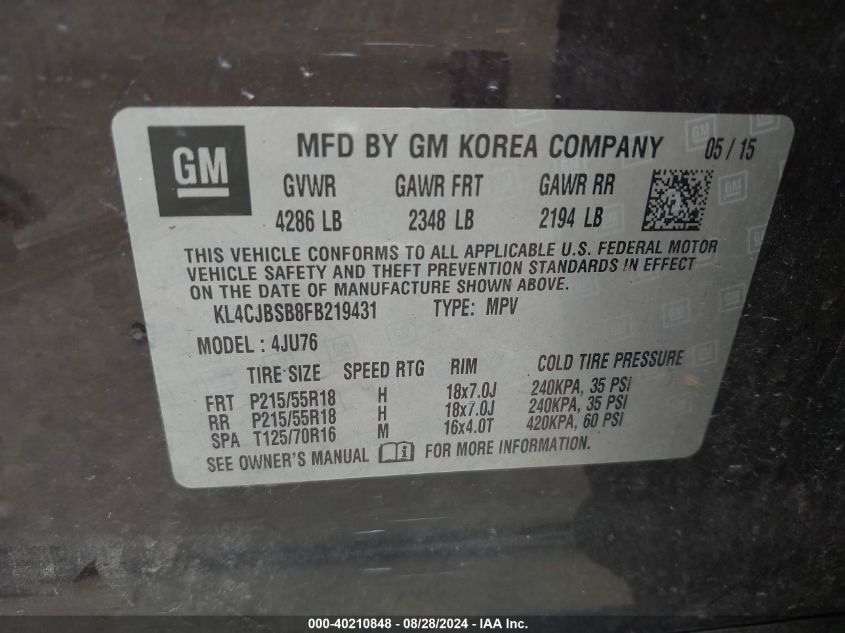 GM
MFD BY GM KOREA COMPANY 05/15
GVWR GAWR FRT GAWR RR
4286 LB 2348 LB 2194 LB
THIS VEHICLE CONFORMS TO ALL APPLICABLE U.S. FEDERAL MOTOR
VEHICLE SAFETY AND THEFT PREVENTION STANDARDS IN EFFECT
ON THE DATE OF MANUFACTURE SHOWN ABOVE.
KL4CJBSB8FB219431 TYPE: MPV
MODEL : 4JU76
TIRE SIZE SPEED RTG RIM COLD TIRE PRESSURE
FRT P215/55R18 H 18x7.0J 240KPA, 35 PSI
RR P215/55R18 H 18x7.0J 240KPA, 35 PSI
SPA T125/70R16 M 16x4.0T 420KPA, 60 PSI
SEE OWNER'S MANUAL i FOR MORE INFORMATION.
000-40210848 - 08/28/2024 - IAA Inc.